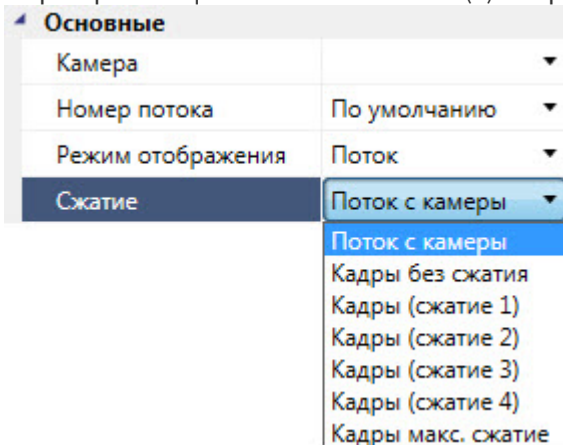 Основные
Камера
Номер потока По умолчанию
Режим отображения Поток
Сжатие Поток с камеры
Поток с камеры
Кадры без сжатия
Кадры (сжатие 1)
Кадры (сжатие 2)
Кадры (сжатие 3)
Кадры (сжатие 4)
Кадры макс. сжатие